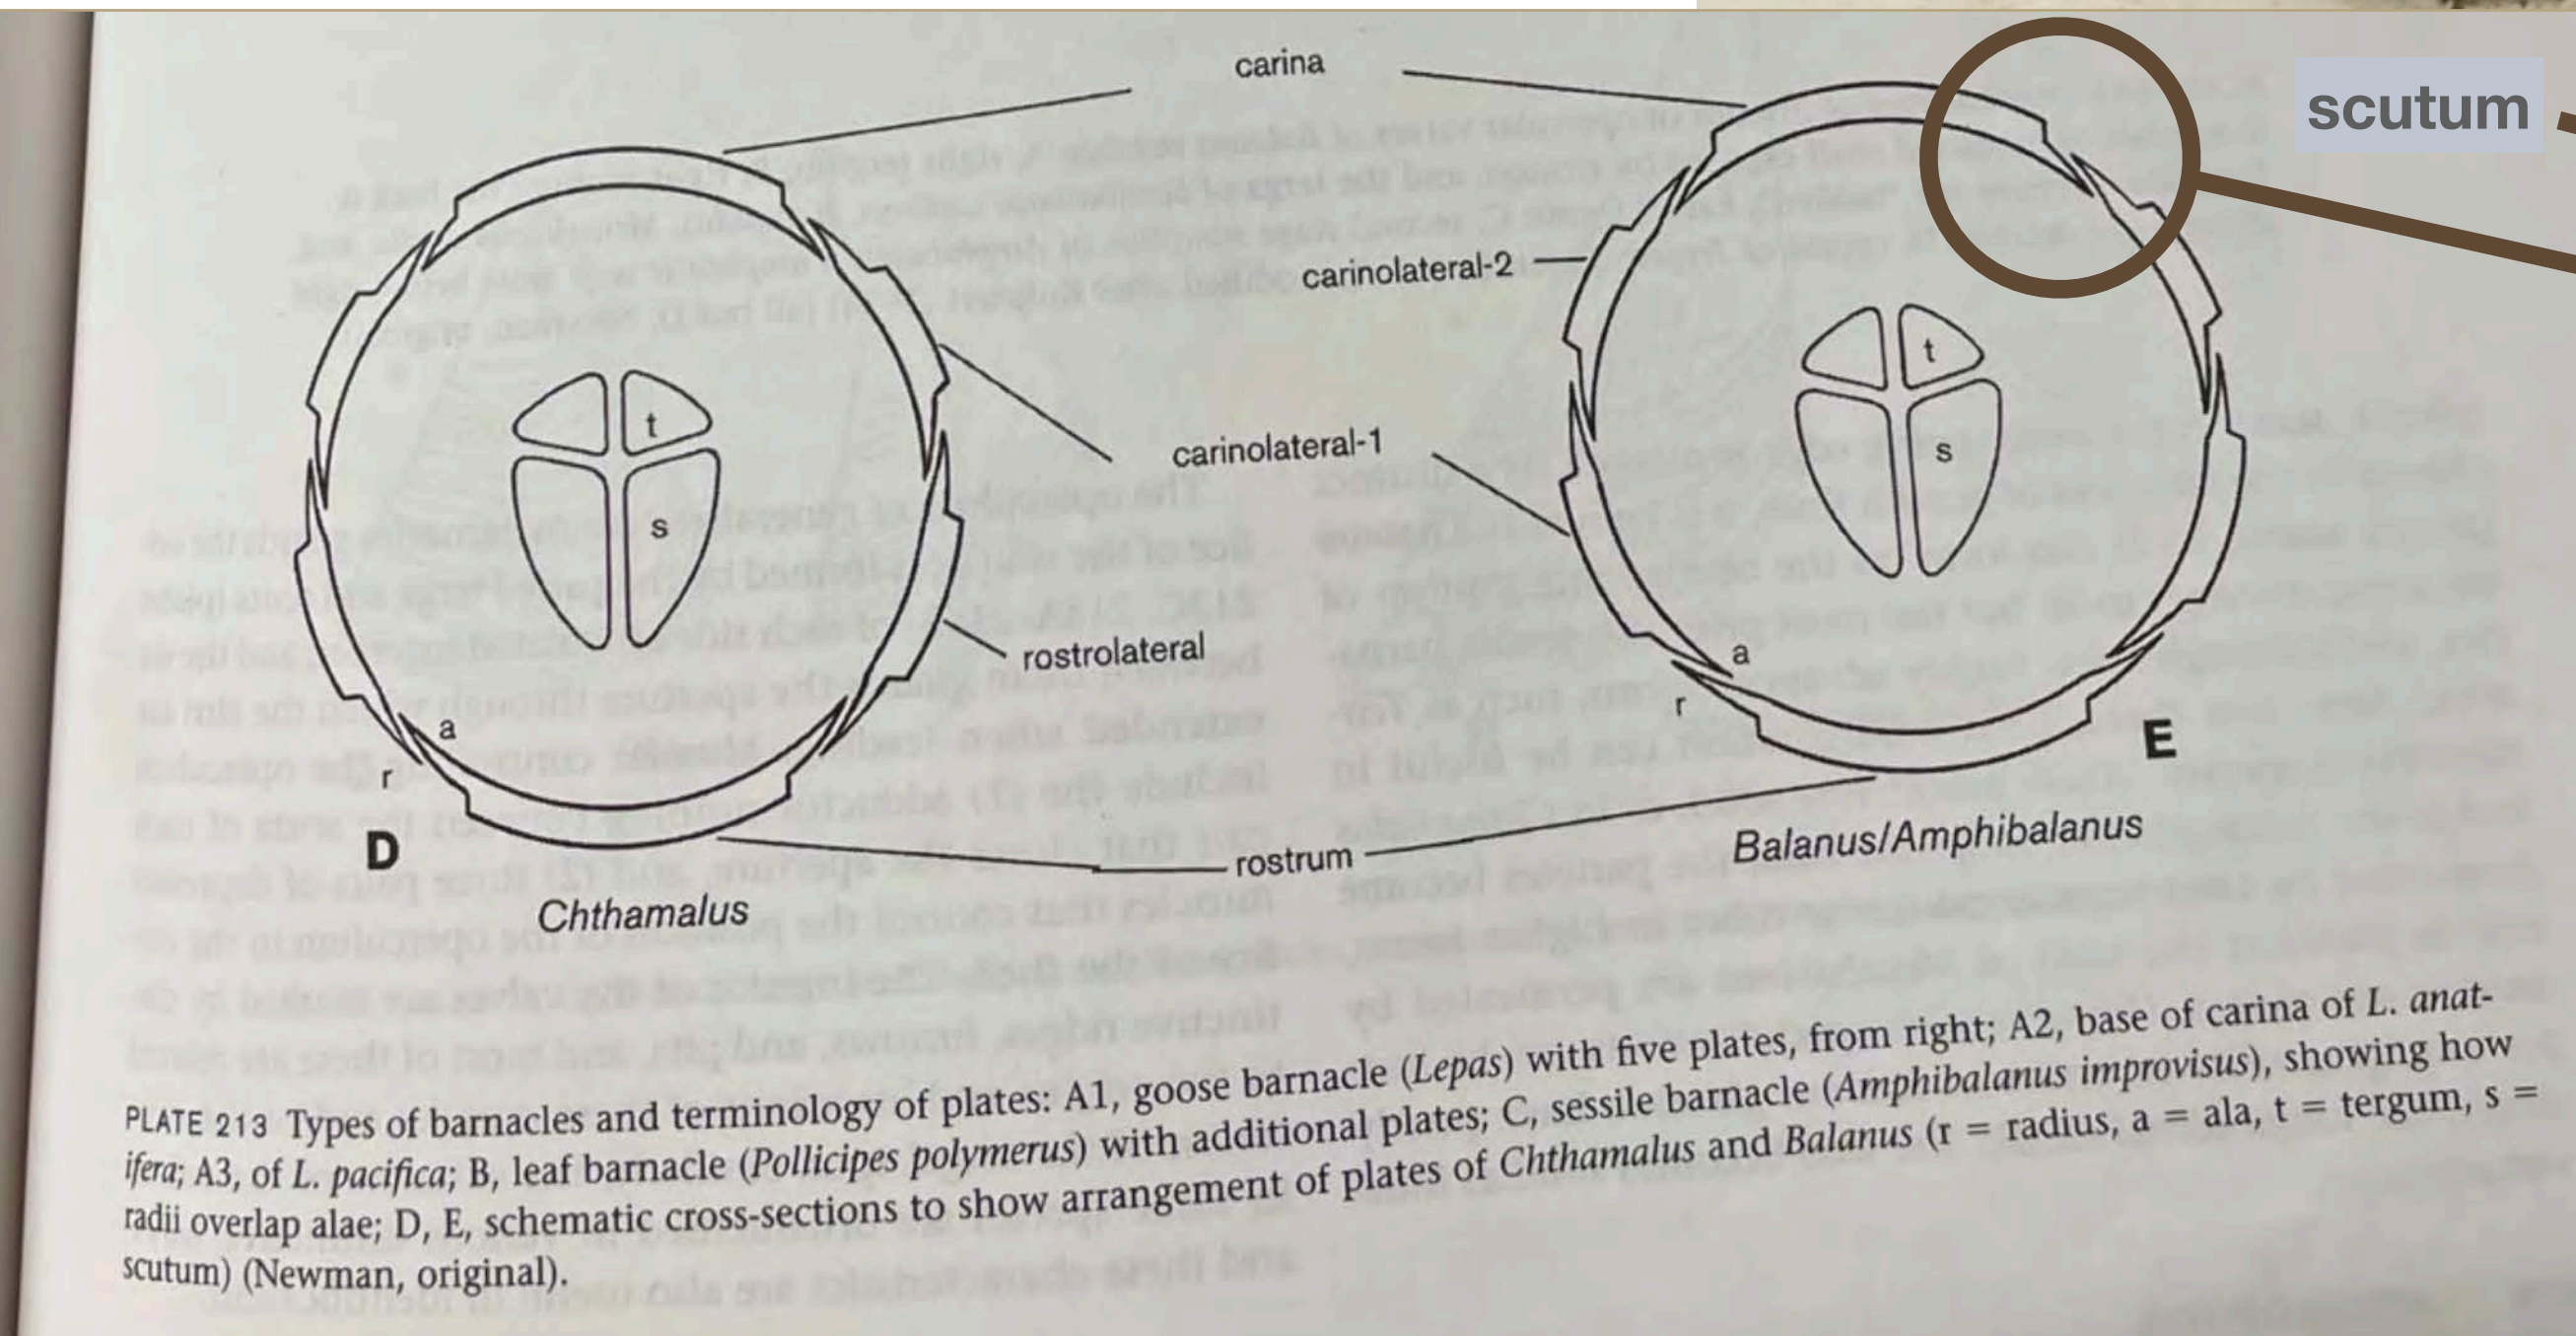 carina
scutum
carinolateral-2
t
t
carinolateral-1
s
s
rostrolateral
a
r
a
r
D
E
Chthamalus
rostrum
Balanus/Amphibalanus
PLATE 213 Types of barnacles and terminology of plates: A1, goose barnacle (Lepas) with five plates, from right; A2, base of carina of L. anat-
ifera; A3, of L. pacifica; B, leaf barnacle (Pollicipes polymerus) with additional plates; C, sessile barnacle (Amphibalanus improvisus), showing how
radii overlap alae; D, E, schematic cross-sections to show arrangement of plates of Chthamalus and Balanus (r = radius, a = ala, t = tergum, s =
scutum) (Newman, original).